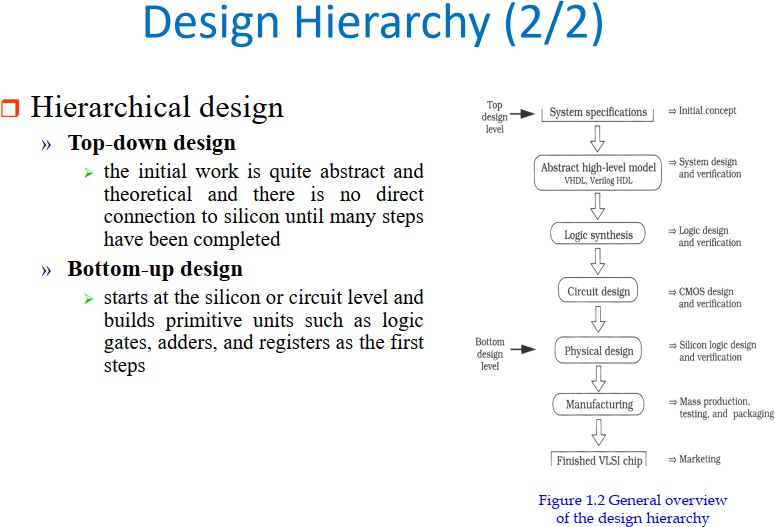 Design Hierarchy (2/2)
Hierarchical design
» Top-down design
the initial work is quite abstract and
theoretical and there is no direct
connection to silicon until many steps
have been completed
» Bottom-up design
starts at the silicon or circuit level and
builds primitive units such as logic
gates, adders, and registers as the first
steps
Top
design
level
System specifications
⇒ Initial concept
Abstract high-level model
VHDL, Verilog HDL
⇒ System design
and verification
Logic synthesis
⇒ Logic design
and verification
Circuit design
⇒ CMOS design
and verification
Bottom
design
level
Physical design
⇒ Silicon logic design
and verification
Manufacturing
⇒ Mass production,
testing, and packaging
Finished VLSI chip
⇒ Marketing
Figure 1.2 General overview
of the design hierarchy